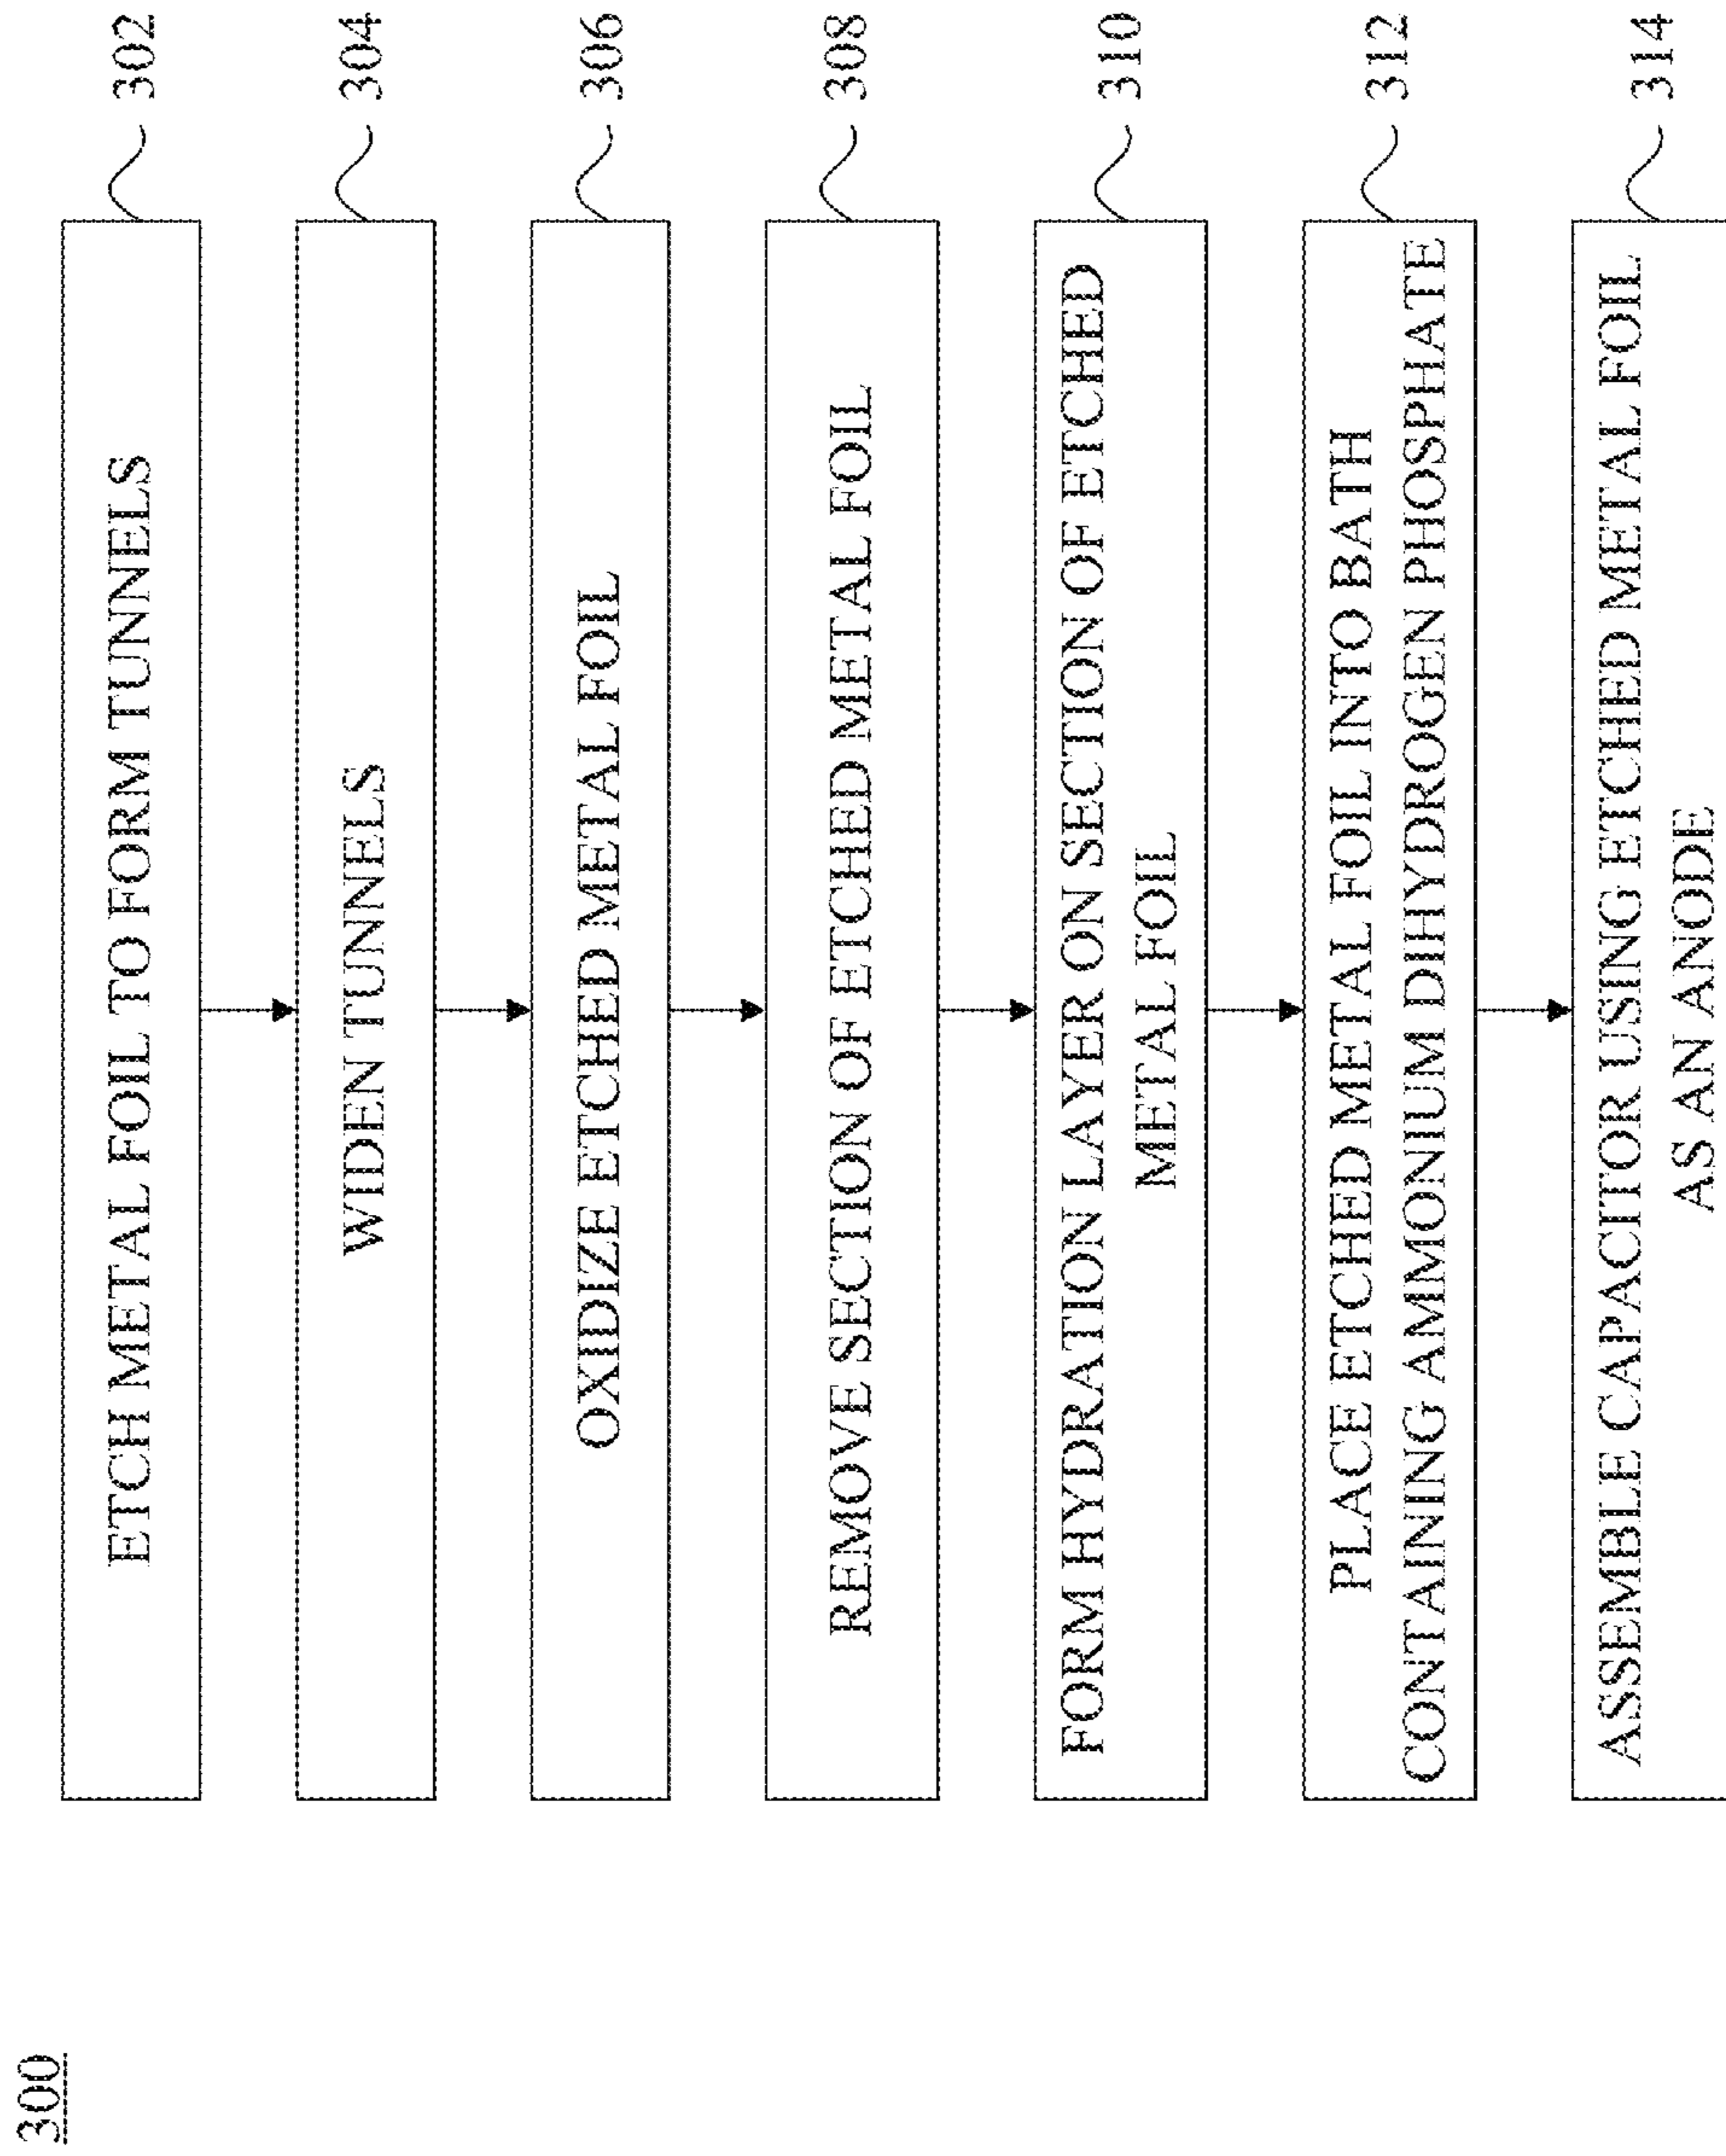 300
ETCH METAL FOIL TO FORM TUNNELS
302
WIDEN TUNNELS
304
OXIDIZE ETCHED METAL FOIL
306
REMOVE SECTION OF ETCHED METAL FOIL
308
FORM HYDRATION LAYER ON SECTION OF ETCHED
METAL FOIL
310
PLACE ETCHED METAL FOIL INTO BATH
CONTAINING AMMONIUM DIHYDROGEN PHOSPHATE
312
ASSEMBLE CAPACITOR USING ETCHED METAL FOIL
AS AN ANODE
314